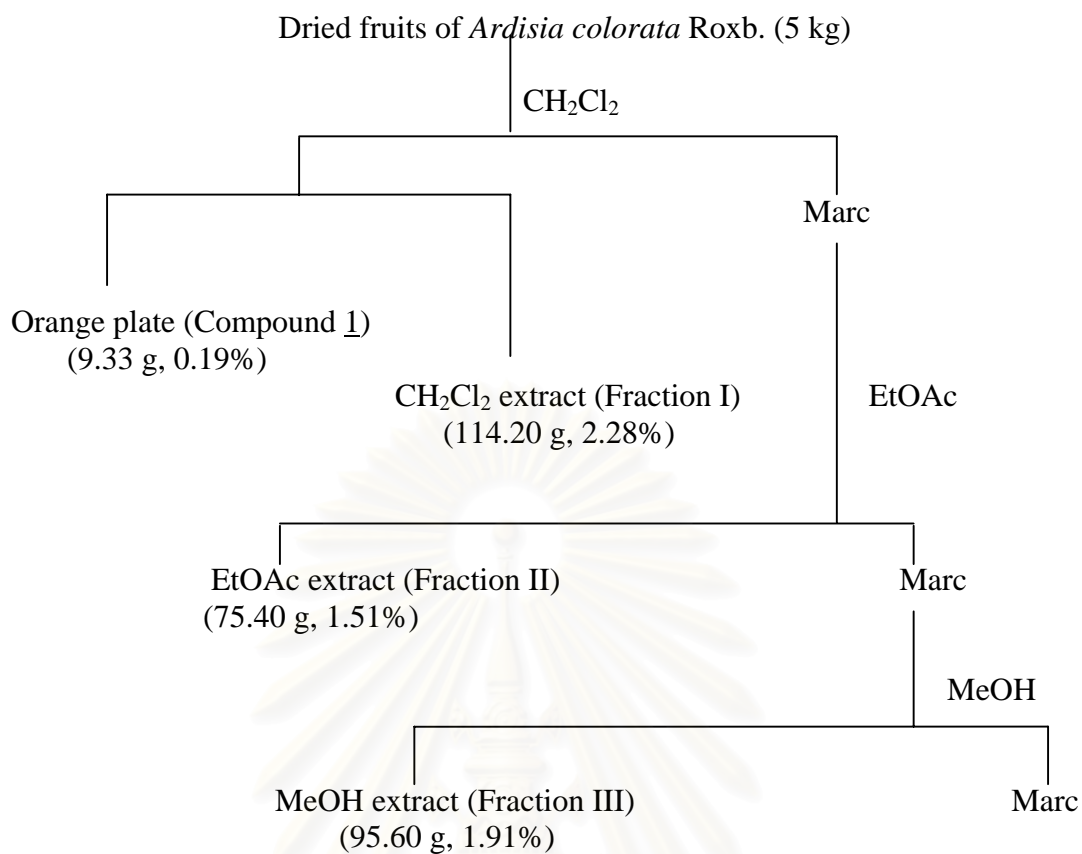 Dried fruits of Ardisia colorata Roxb. (5 kg)
CH₂Cl₂
Marc
Orange plate (Compound 1)
(9.33 g, 0.19%)
CH₂Cl₂ extract (Fraction I)
(114.20 g, 2.28%)
EtOAc
EtOAc extract (Fraction II)
(75.40 g, 1.51%)
Marc
MeOH
MeOH extract (Fraction III)
(95.60 g, 1.91%)
Marc